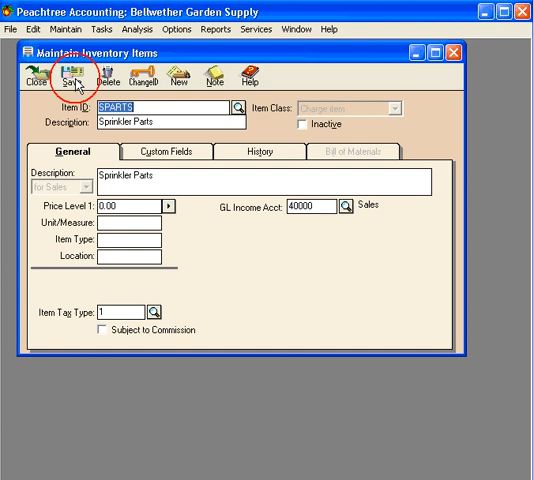 Peachtree Accounting: Bellwether Garden Supply
File Edit Maintain Tasks Analysis Options Reports Services Window Help
Maintain Inventory Items
Close Save Delete ChangeID New Note Help
Item ID: SPARTS Item Class: Charge item
Description: Sprinkler Parts Inactive
General Custom Fields History Bill of Materials
Description: Sprinkler Parts
for Sales
Price Level 1: 0.00 GL Income Acct: 40000 Sales
Unit/Measure:
Item Type:
Location:
Item Tax Type: 1
Subject to Commission